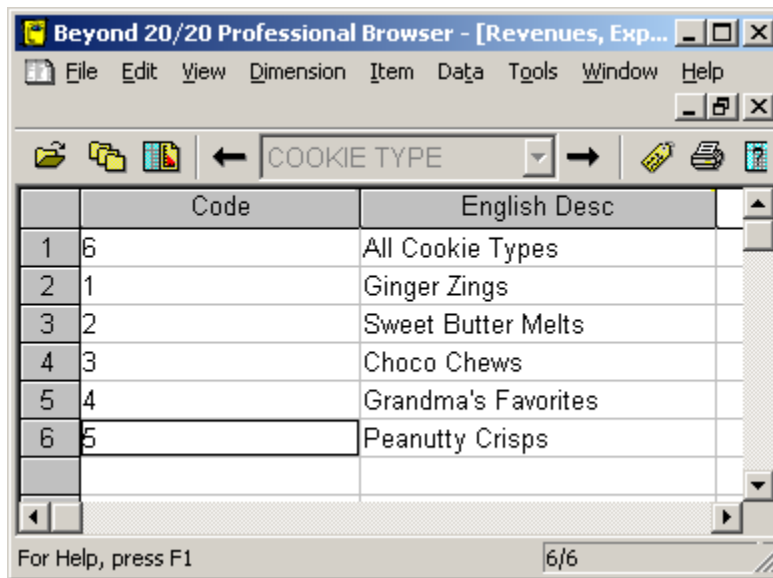 Beyond 20/20 Professional Browser - [Revenues, Exp...
File Edit View Dimension Item Data Tools Window Help
COOKIE TYPE
Code English Desc
1 6 All Cookie Types
2 1 Ginger Zings
3 2 Sweet Butter Melts
4 3 Choco Chews
5 4 Grandma's Favorites
6 5 Peanutty Crisps
For Help, press F1 6/6